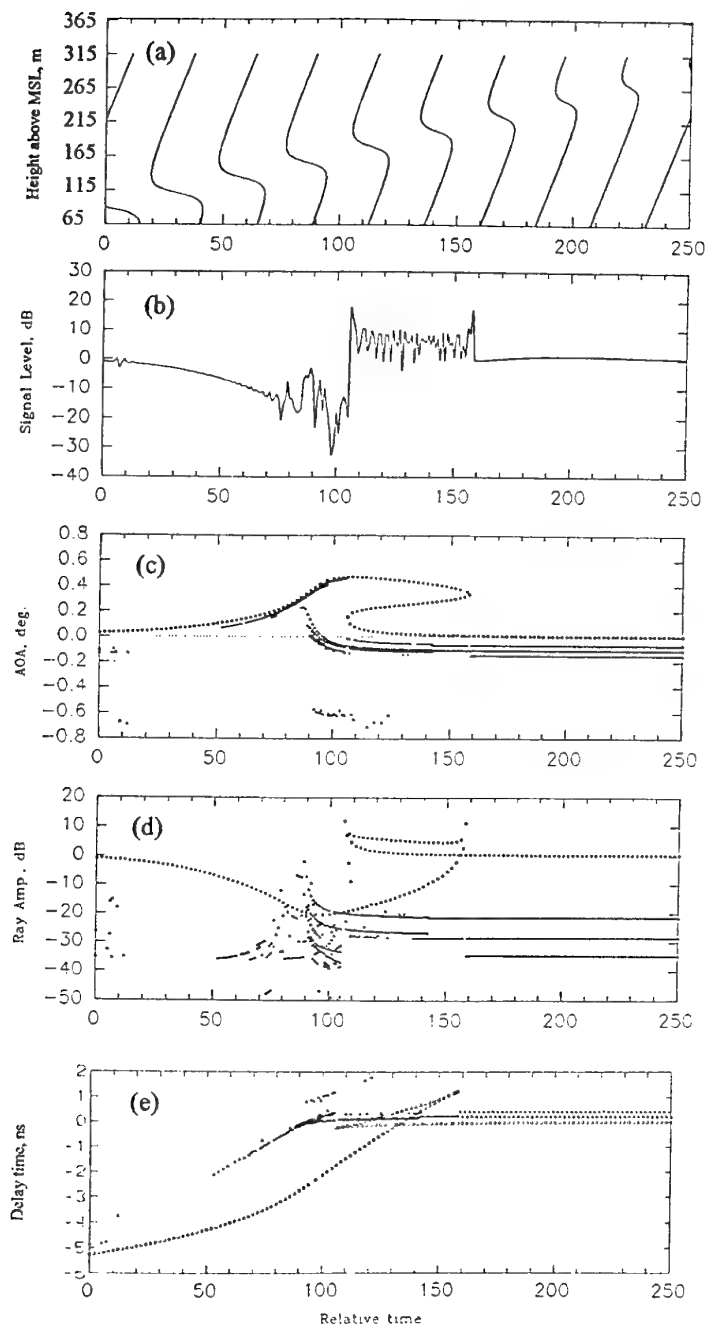 365
315
265
215
165
115
65
Height above MSL, m
(a)
0 50 100 150 200 250
30
20
10
0
−10
−20
−30
−40
Signal Level, dB
(b)
0 50 100 150 200 250
0.8
0.6
0.4
0.2
0.0
−0.2
−0.4
−0.6
−0.8
AOA, deg.
(c)
0 50 100 150 200 250
20
10
0
−10
−20
−30
−40
−50
Ray Amp, dB
(d)
0 50 100 150 200 250
2
1
0
−1
−2
−3
−4
−5
Delay time, ns
(e)
0 50 100 150 200 250
Relative time